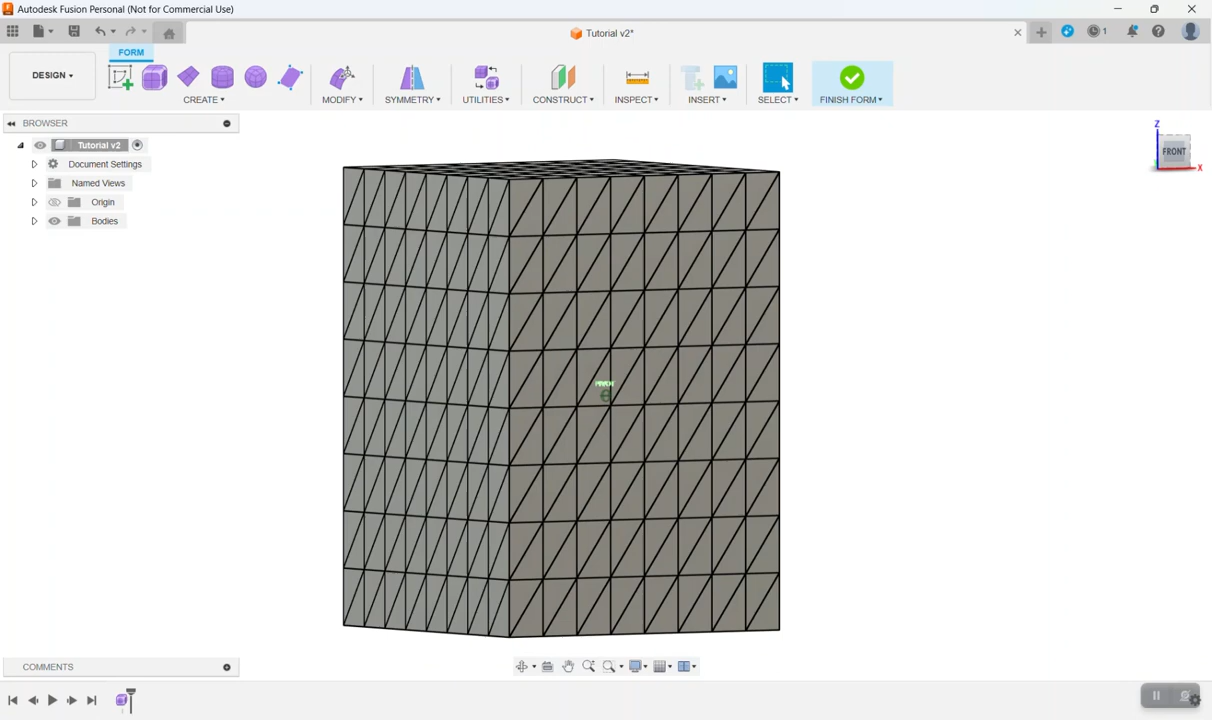 Autodesk Fusion Personal (Not for Commercial Use)
Tutorial v2*
1
FORM
DESIGN
CREATE
MODIFY
SYMMETRY
UTILITIES
CONSTRUCT
INSPECT
INSERT
SELECT
FINISH FORM
BROWSER
Tutorial v2
Document Settings
Named Views
Origin
Bodies
Z
FRONT
X
COMMENTS